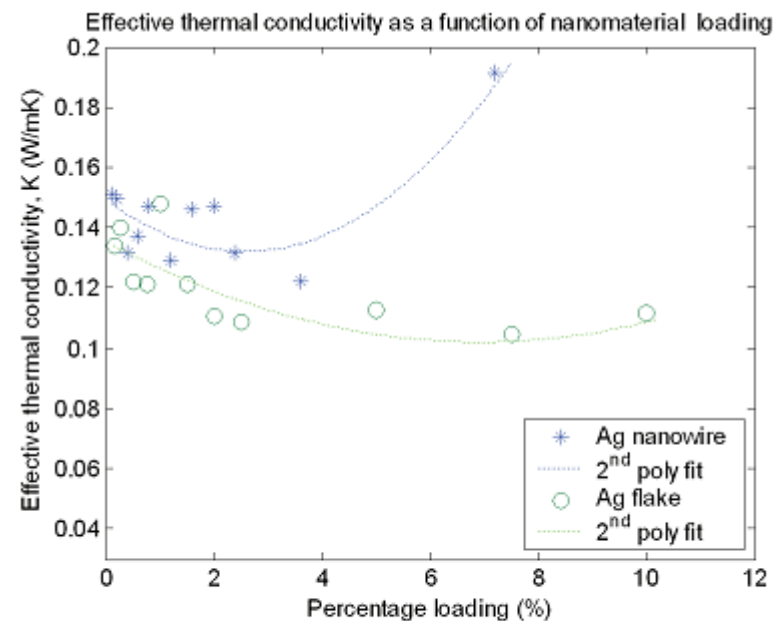 Effective thermal conductivity as a function of nanomaterial loading
Effective thermal conductivity, K (W/mK)
0.2
0.18
0.16
0.14
0.12
0.1
0.08
0.06
0.04
0 2 4 6 8 10 12
Percentage loading (%)
Ag nanowire
2nd poly fit
Ag flake
2nd poly fit